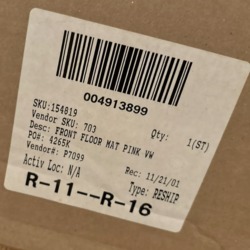 004913899
SKU:154819
Vendor SKU: 703 Qty: 1(ST)
Desc: FRONT FLOOR MAT PINK VW
PO#: 4265K
Vendor#: P7099 Rec: 11/21/01
Activ Loc: N/A Type: RESHIP
R-11--R-16